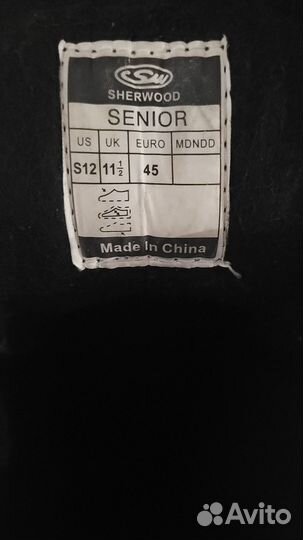 SW
SHERWOOD
SENIOR
US UK EURO MDNDD
S12 11½ 45
Made In China
Avito